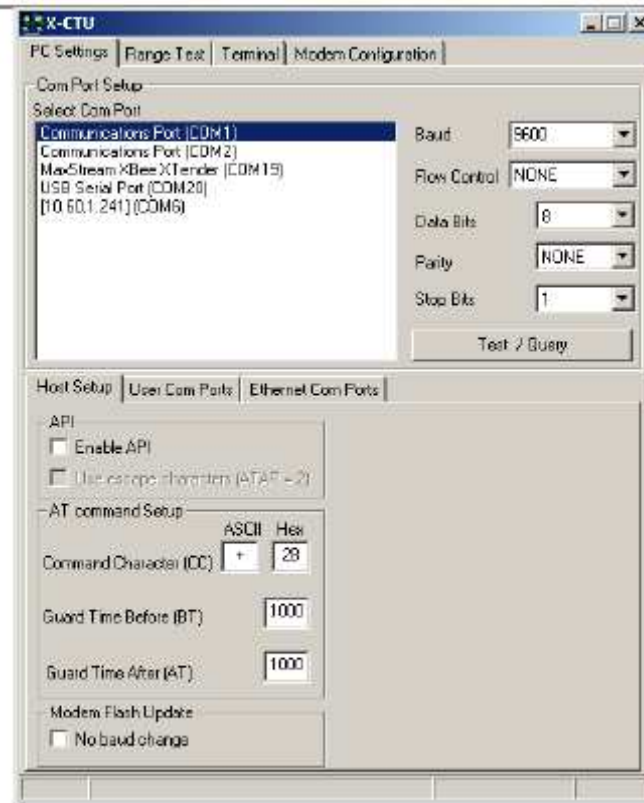 X-CTU
PC Settings Range Test Terminal Modem Configuration
Com Port Setup
Select Com Port
Communications Port (COM1)
Communications Port (COM2)
MaxStream XBee XTender (COM19)
USB Serial Port (COM20)
[10.60.1.241] (COM6)
Baud 9600
Flow Control NONE
Data Bits 8
Parity NONE
Stop Bits 1
Test / Query
Host Setup User Com Ports Ethernet Com Ports
API
Enable API
Use escape characters (ATAP = 2)
AT command Setup
ASCII Hex
Command Character (CC) + 2B
Guard Time Before (BT) 1000
Guard Time After (AT) 1000
Modem Flash Update
No baud change